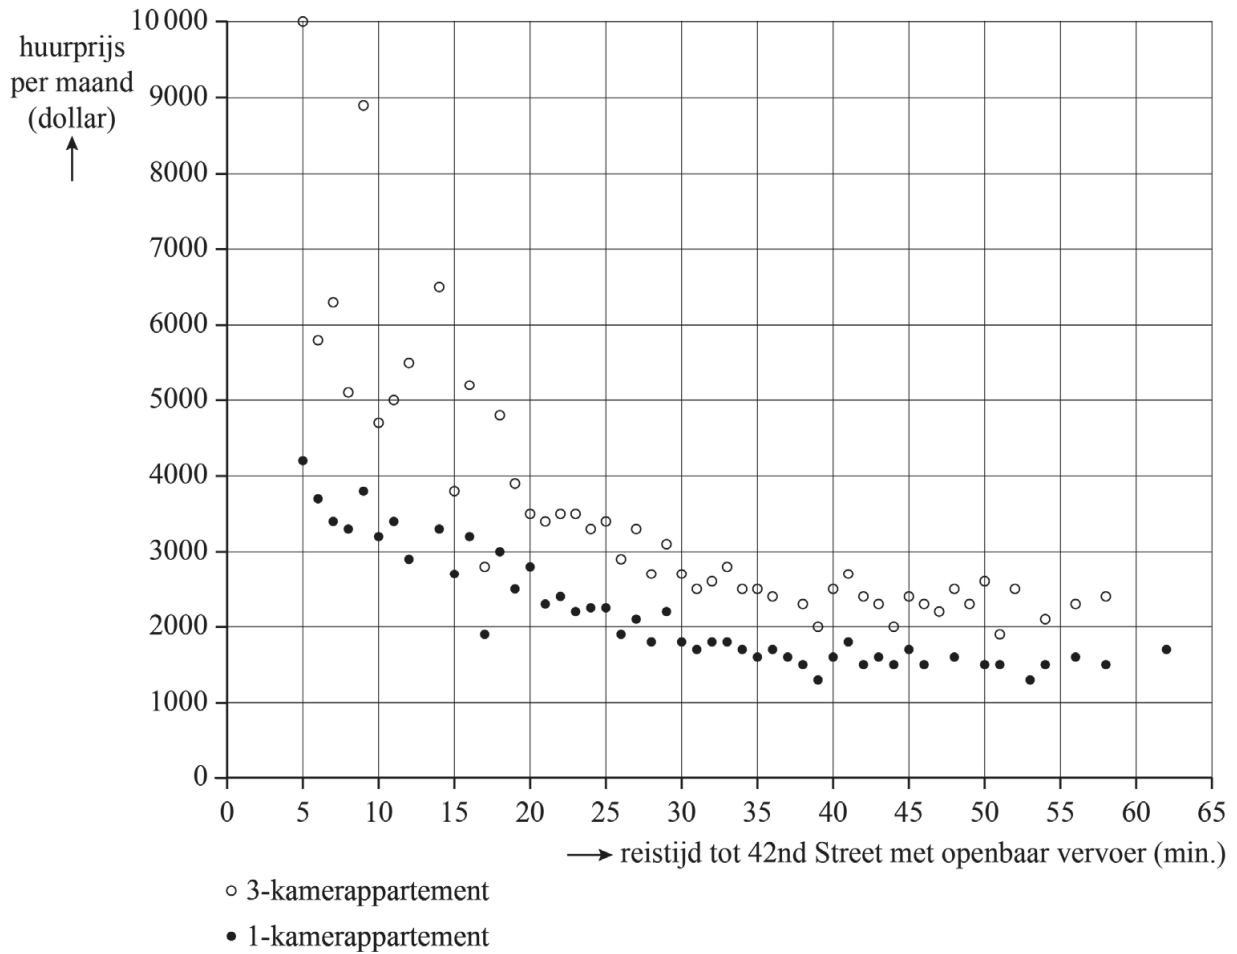 huurprijs
per maand
(dollar)
10 000
9000
8000
7000
6000
5000
4000
3000
2000
1000
0
0 5 10 15 20 25 30 35 40 45 50 55 60 65
reistijd tot 42nd Street met openbaar vervoer (min.)
3-kamerappartement
1-kamerappartement